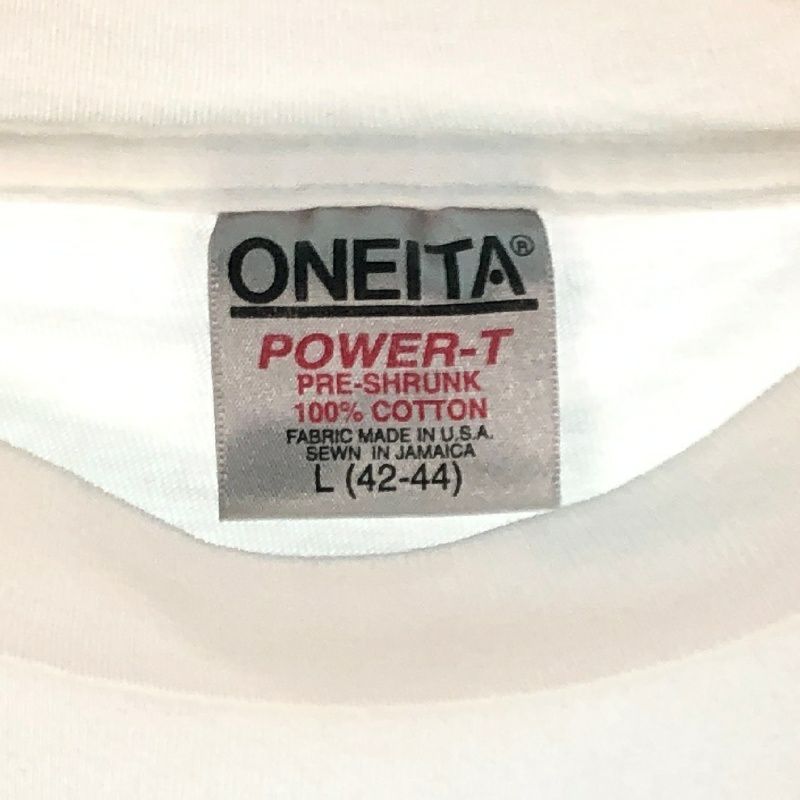 ONEITA®
POWER-T
PRE-SHRUNK
100% COTTON
FABRIC MADE IN U.S.A.
SEWN IN JAMAICA
L (42-44)